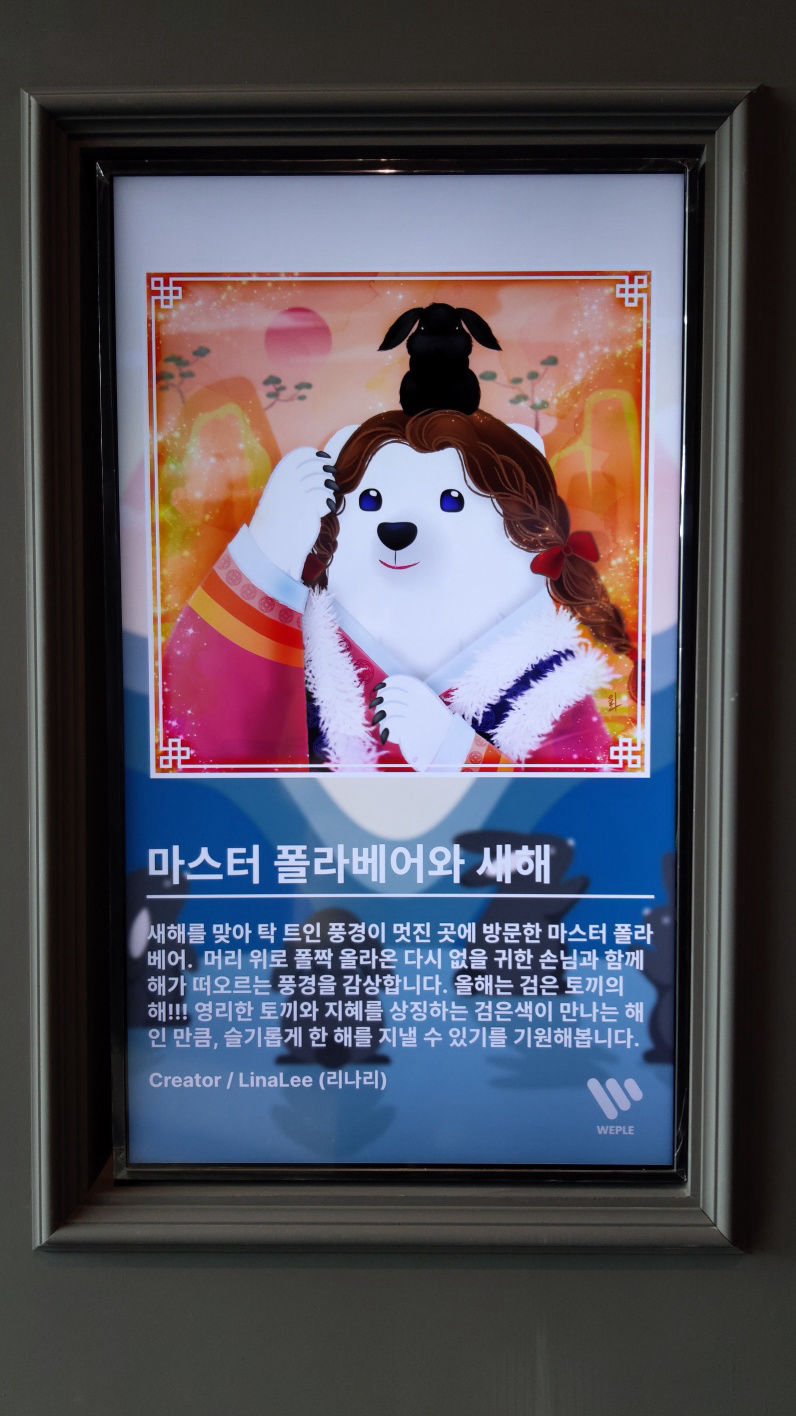 마스터 폴라베어와 새해
새해를 맞아 탁 트인 풍경이 멋진 곳에 방문한 마스터 폴라
베어. 머리 위로 폴짝 올라온 다시 없을 귀한 손님과 함께
해가 떠오르는 풍경을 감상합니다. 올해는 검은 토끼의
해!!! 영리한 토끼와 지혜를 상징하는 검은색이 만나는 해
인 만큼, 슬기롭게 한 해를 지낼 수 있기를 기원해봅니다.
Creator / LinaLee (리나리)
WEPLE